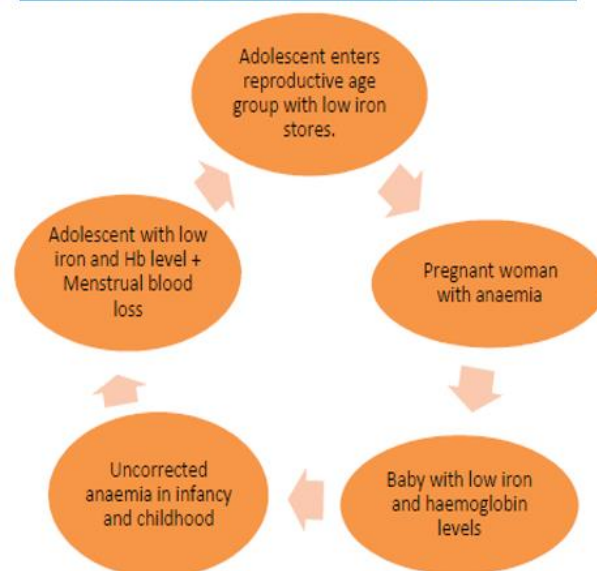 Adolescent enters
reproductive age
group with low iron
stores.
Pregnant woman
with anaemia
Baby with low iron
and haemoglobin
levels
Uncorrected
anaemia in infancy
and childhood
Adolescent with low
iron and Hb level +
Menstrual blood
loss